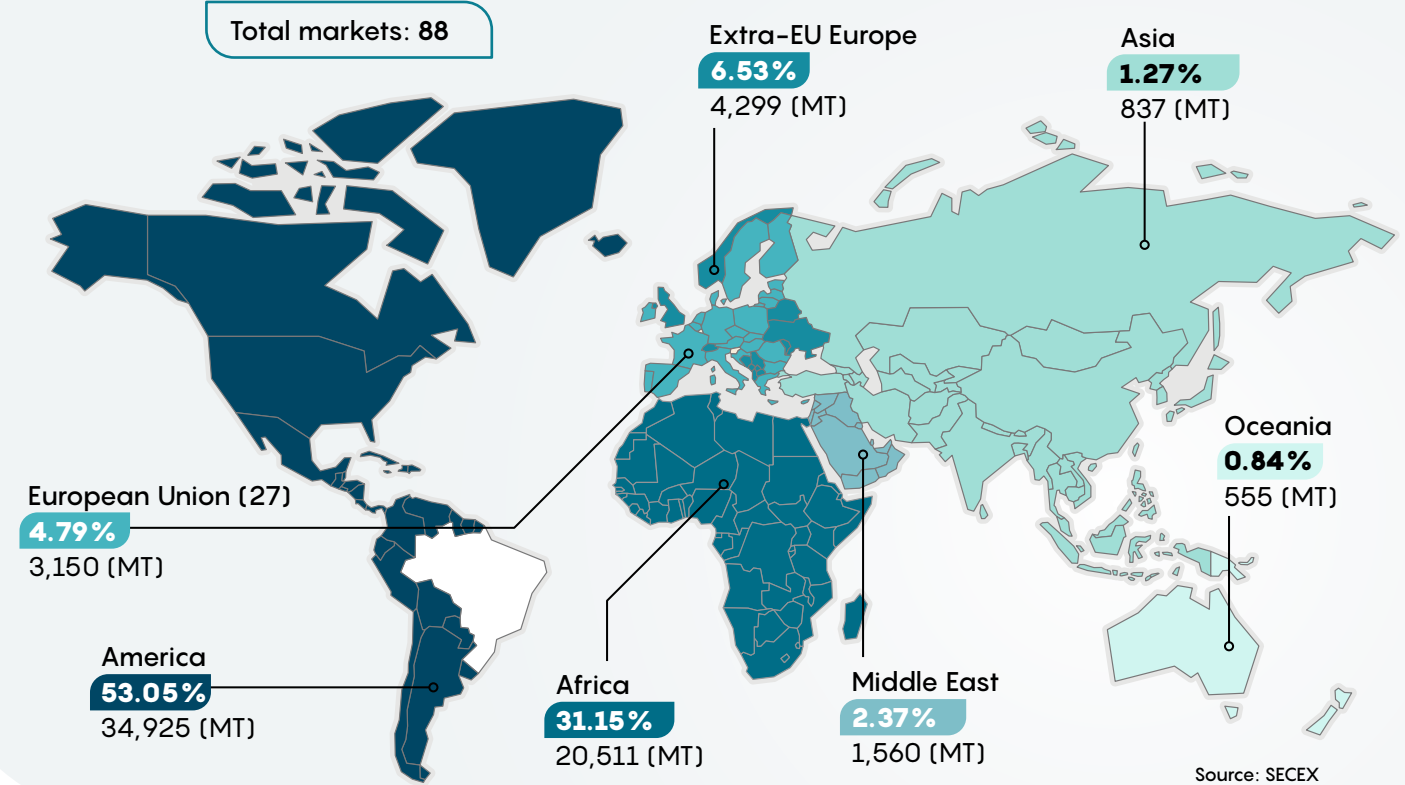 Total markets: 88
Extra-EU Europe
6.53%
4,299 (MT)
Asia
1.27%
837 (MT)
Oceania
0.84%
555 (MT)
European Union (27)
4.79%
3,150 (MT)
America
53.05%
34,925 (MT)
Africa
31.15%
20,511 (MT)
Middle East
2.37%
1,560 (MT)
Source: SECEX